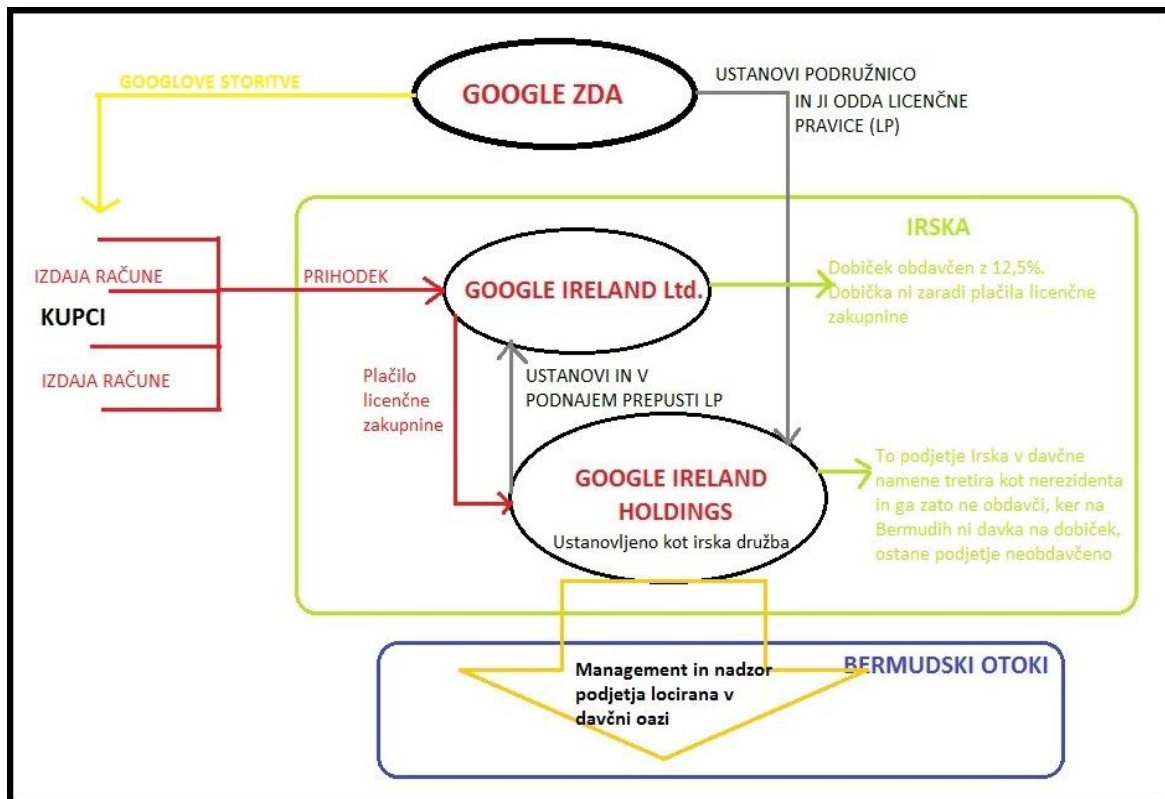 GOOGLOVE STORITVE
GOOGLE ZDA
USTANOVI PODRUŽNICO
IN JI ODDA LICENČNE
PRAVICE (LP)
IRSKA
IZDAJA RAČUNE
PRIHODEK
KUPCI
IZDAJA RAČUNE
GOOGLE IRELAND Ltd.
Dobiček obdavčen z 12,5%.
Dobička ni zaradi plačila licenčne
zakupnine
Plačilo
licenčne
zakupnine
USTANOVI IN V
PODNAJEM PREPUSTI LP
GOOGLE IRELAND
HOLDINGS
Ustanovljeno kot irska družba
To podjetje Irska v davčne
namene tretira kot nerezidenta
in ga zato ne obdavči, ker na
Bermudih ni davka na dobiček,
ostane podjetje neobdavčeno
BERMUDSKI OTOKI
Management in nadzor
podjetja locirana v
davčni oazi